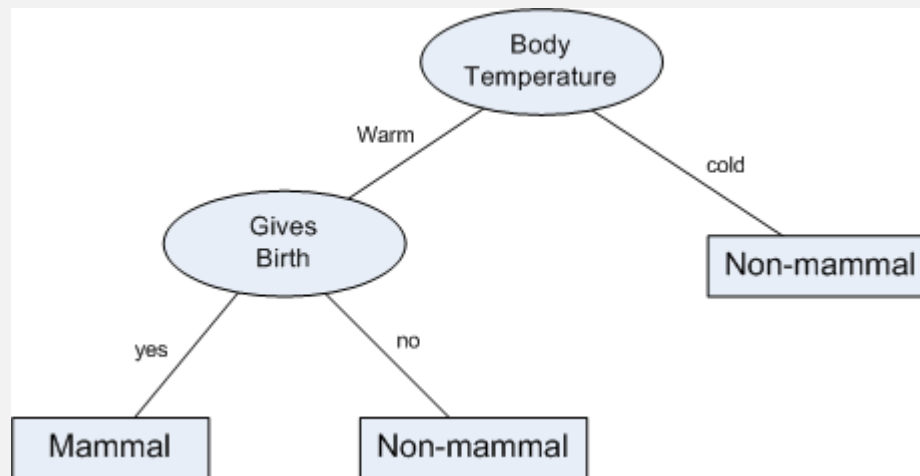 Body
Temperature
Warm
cold
Gives
Birth
Non-mammal
yes
no
Mammal
Non-mammal